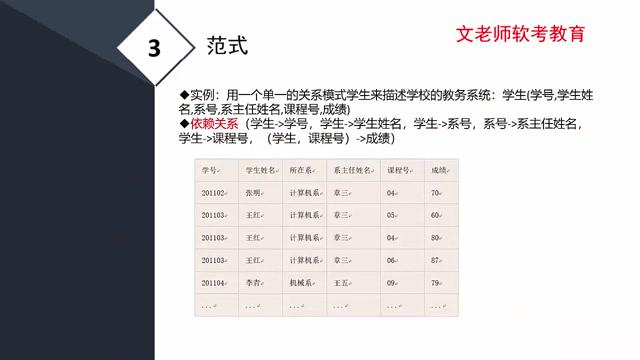 3
范式
文老师软考教育
◆实例：用一个单一的关系模式学生来描述学校的教务系统：学生(学号,学生姓
名,系号,系主任姓名,课程号,成绩)
◆依赖关系（学生->学号，学生->学生姓名，学生->系号，系号->系主任姓名，
学生->课程号，（学生，课程号）->成绩）
学号 学生姓名 所在系 系主任姓名 课程号 成绩
201102 张明 计算机系 章三 04 70
201103 王红 计算机系 章三 05 60
201103 王红 计算机系 章三 04 80
201103 王红 计算机系 章三 06 87
201104 李青 机械系 王五 09 79
... ... ... ... ... ...